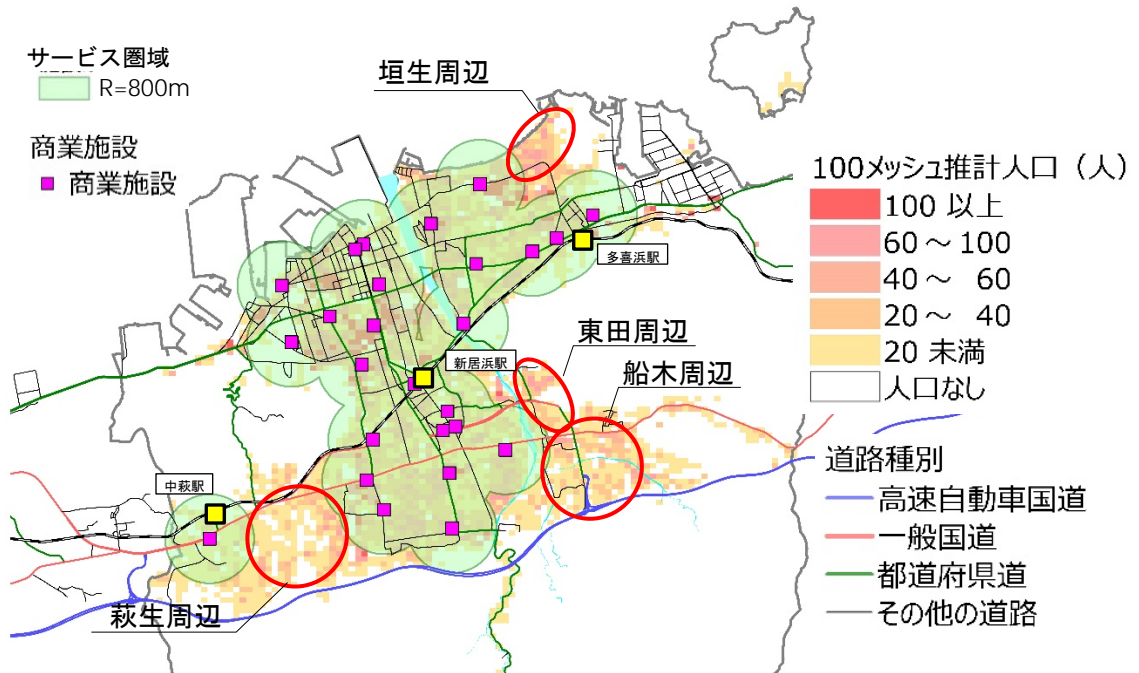 サービス圏域
R=800m
商業施設
商業施設
垣生周辺
多喜浜駅
東田周辺
新居浜駅
船木周辺
中萩駅
萩生周辺
100メッシュ推計人口（人）
100 以上
60～100
40～ 60
20～ 40
20 未満
人口なし
道路種別
高速自動車国道
一般国道
都道府県道
その他の道路